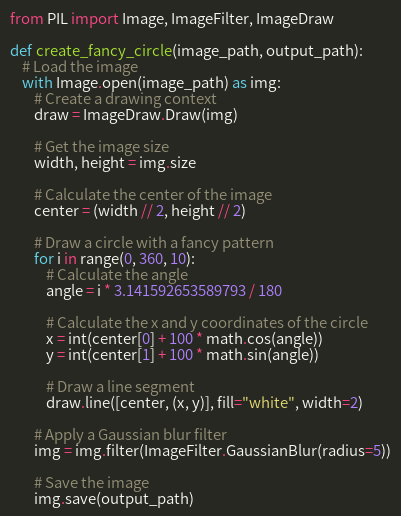 from PIL import Image, ImageFilter, ImageDraw

def create_fancy_circle(image_path, output_path):
    # Load the image
    with Image.open(image_path) as img:
        # Create a drawing context
        draw = ImageDraw.Draw(img)

        # Get the image size
        width, height = img.size

        # Calculate the center of the image
        center = (width // 2, height // 2)

        # Draw a circle with a fancy pattern
        for i in range(0, 360, 10):
            # Calculate the angle
            angle = i * 3.141592653589793 / 180

            # Calculate the x and y coordinates of the circle
            x = int(center[0] + 100 * math.cos(angle))
            y = int(center[1] + 100 * math.sin(angle))

            # Draw a line segment
            draw.line([center, (x, y)], fill="white", width=2)

        # Apply a Gaussian blur filter
        img = img.filter(ImageFilter.GaussianBlur(radius=5))

        # Save the image
        img.save(output_path)